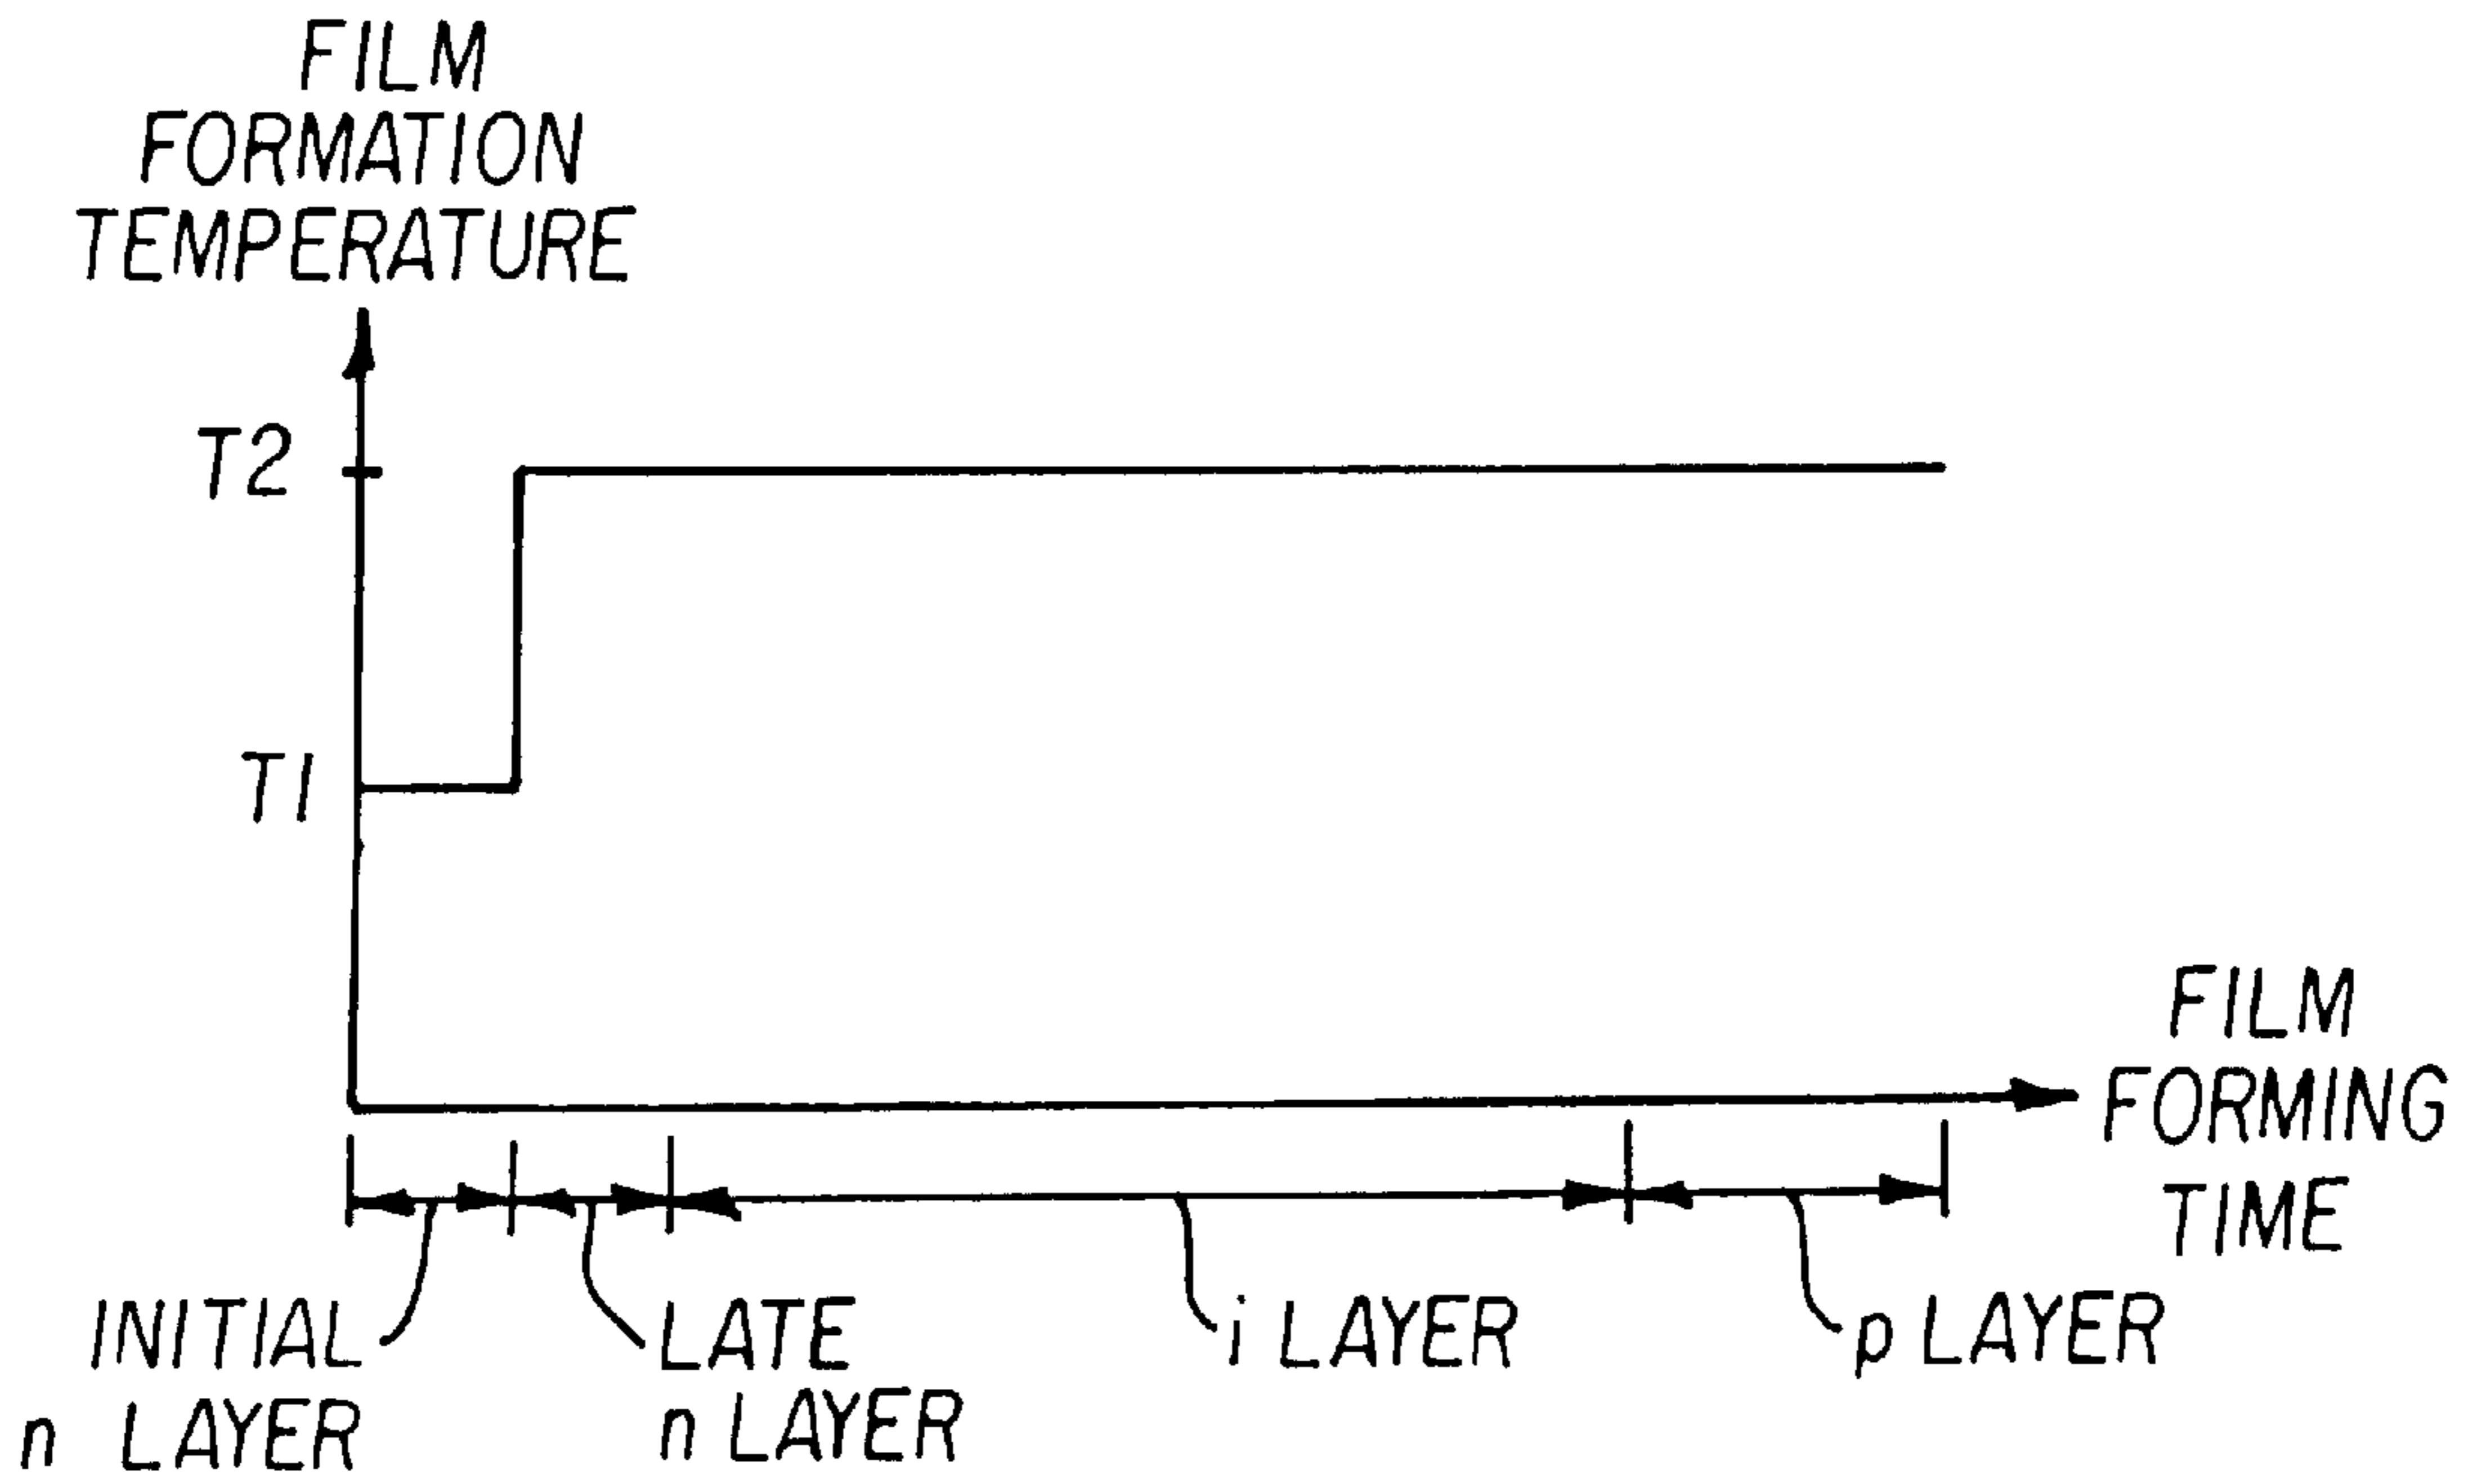 FILM
FORMATION
TEMPERATURE
T2
T1
FILM
FORMING
TIME
INITIAL
n LAYER
LATE
n LAYER
i LAYER
p LAYER